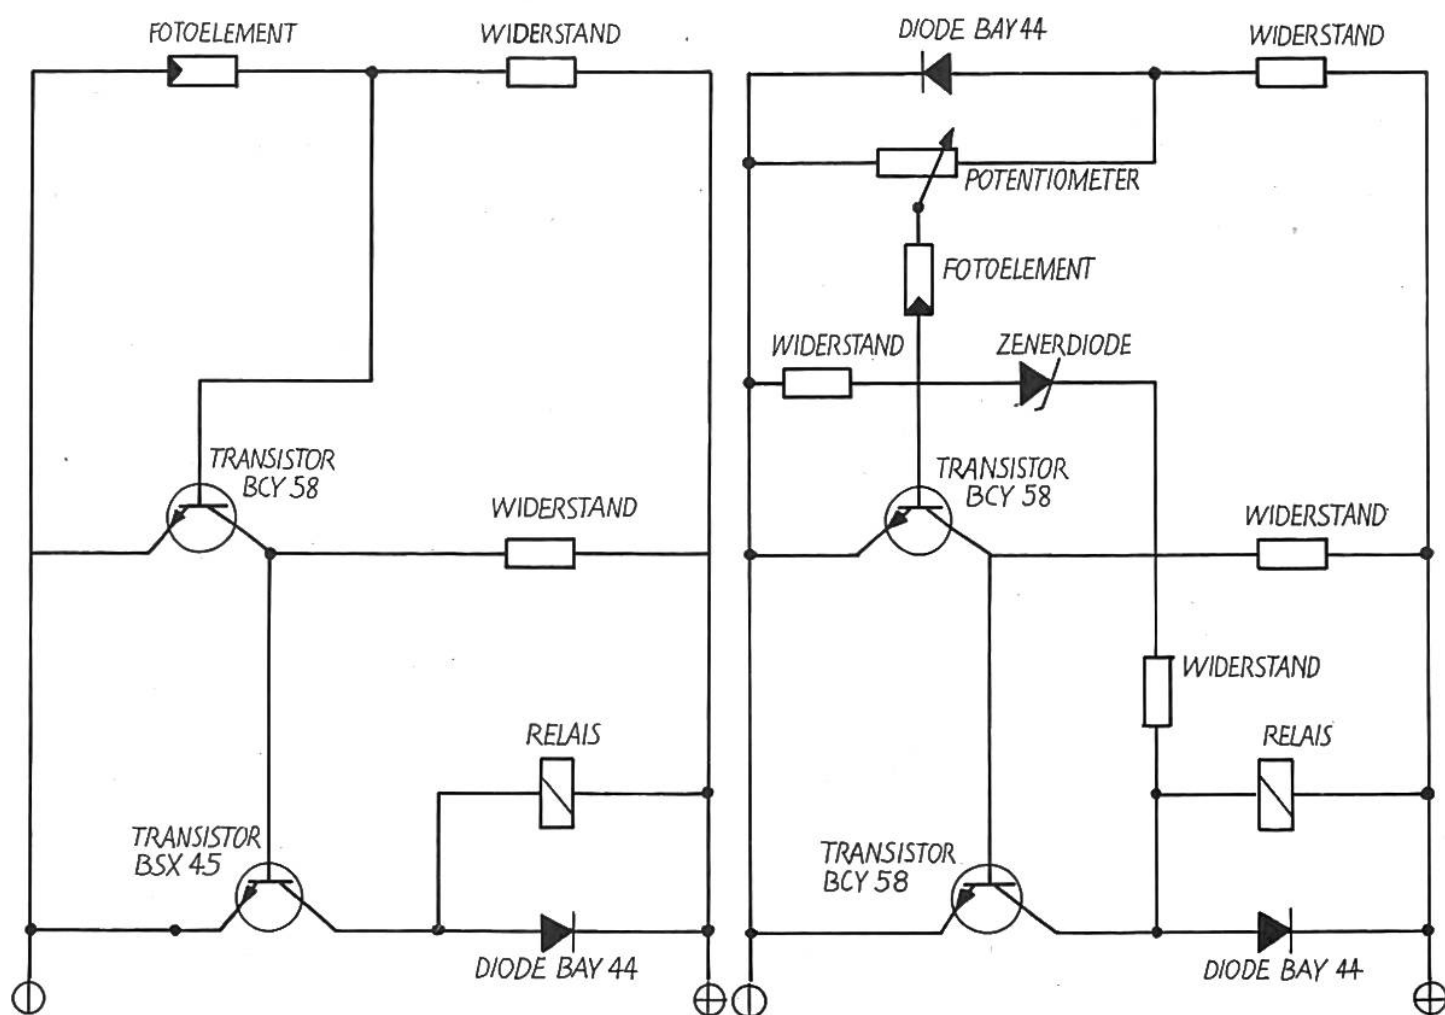 FOTOELEMENT
WIDERSTAND
TRANSISTOR
BCY 58
WIDERSTAND
RELAIS
TRANSISTOR
BSX 45
DIODE BAY 44
DIODE BAY 44
WIDERSTAND
POTENTIOMETER
FOTOELEMENT
WIDERSTAND
ZENERDIODE
TRANSISTOR
BCY 58
WIDERSTAND
WIDERSTAND
RELAIS
TRANSISTOR
BCY 58
DIODE BAY 44